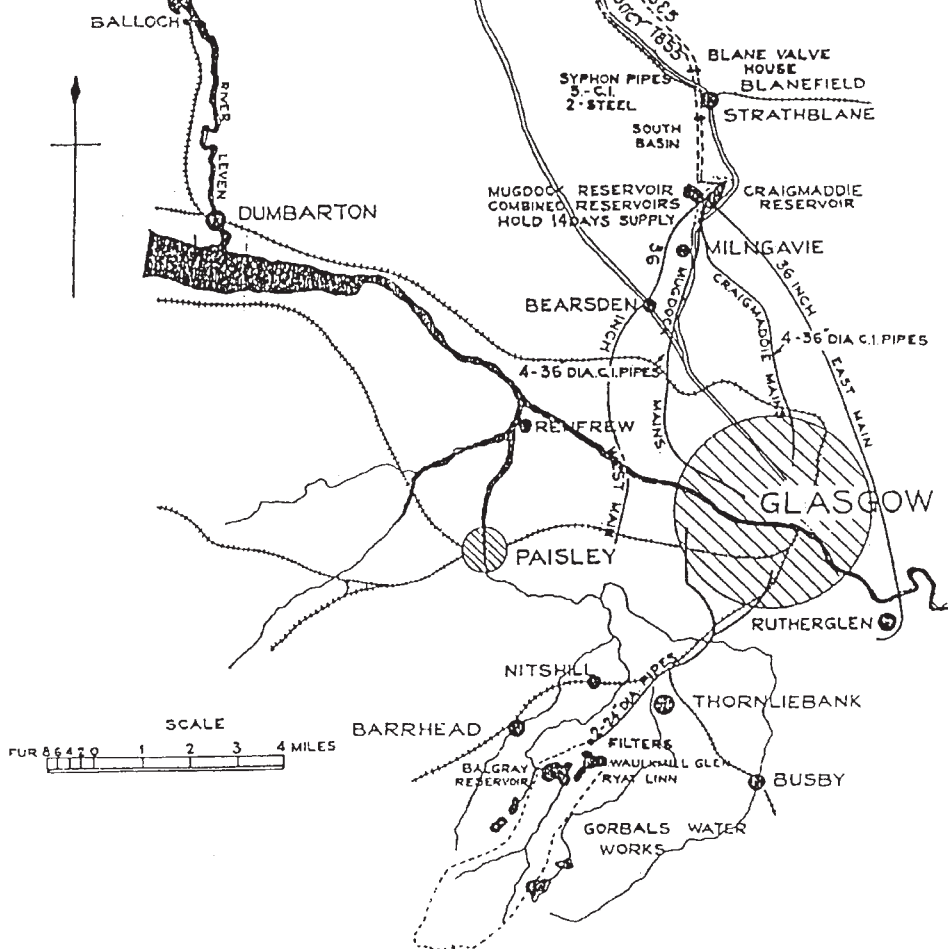 1885
1855
BALLOCH
BLANE VALVE
HOUSE
BLANEFIELD
SYPHON PIPES
2-STEEL
STRATHBLANE
RIVER
LEVEN
SOUTH
BASIN
MUGDOCK RESERVOIR
COMBINED RESERVOIRS
HOLD 14 DAYS SUPPLY
CRAIGMADDIE
RESERVOIR
DUMBARTON
MILNGAVIE
BEARSDEN
36
INCH
WEST MAIN
MUGDOCK
MAINS
CRAIGMADDIE MAINS
36 INCH
EAST MAIN
4-36" DIA C.I. PIPES
4-36 DIA. C.I. PIPES
RENFREW
GLASGOW
PAISLEY
RUTHERGLEN
NITSHILL
2-24" DIA. PIPES
THORNLIEBANK
BARRHEAD
SCALE
FUR 8 6 4 2 0 1 2 3 4 MILES
FILTERS
BALGRAY
RESERVOIR
WAULKMILL GLEN
RYAT LINN
BUSBY
GORBALS WATER
WORKS